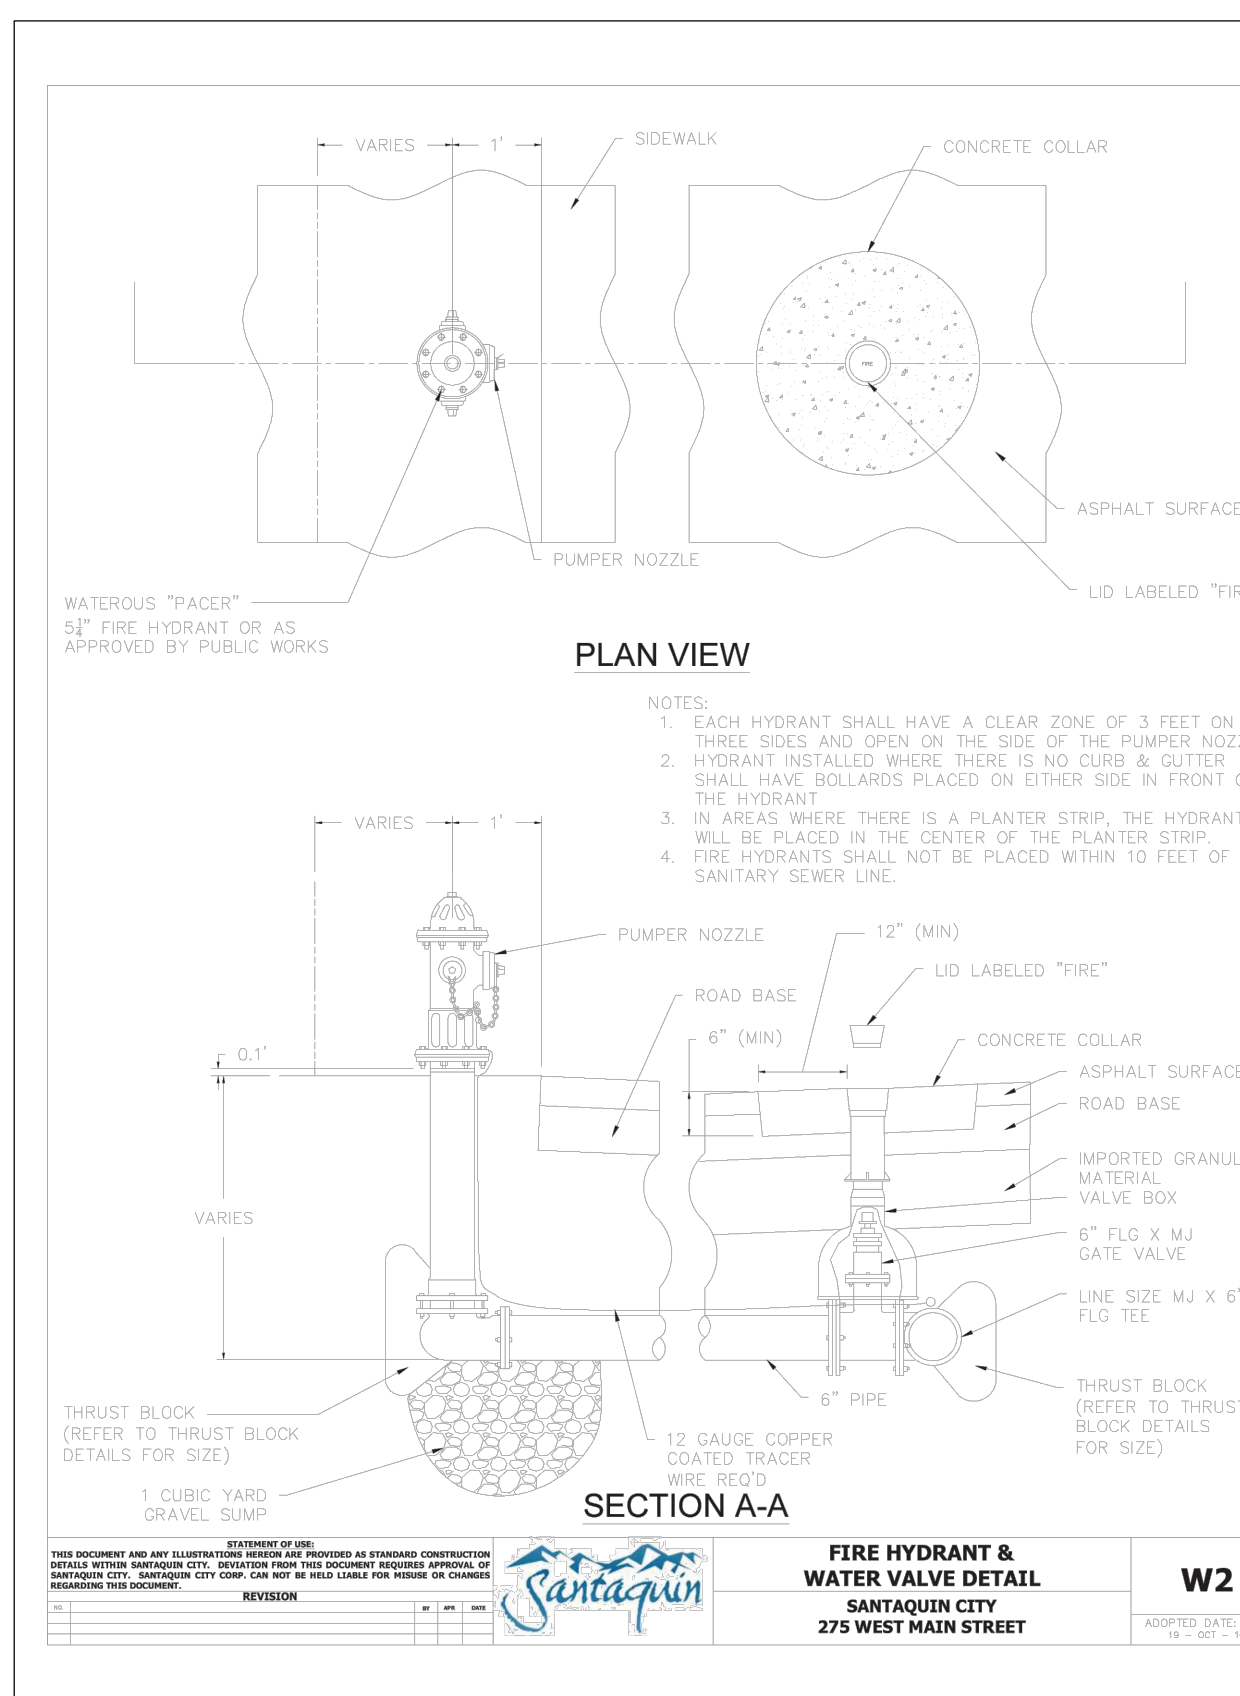 VARIES
1'
SIDEWALK
CONCRETE COLLAR
FIRE
ASPHALT SURFACE
PUMPER NOZZLE
LID LABELED "FIR
WATEROUS "PACER"
5¼" FIRE HYDRANT OR AS
APPROVED BY PUBLIC WORKS
PLAN VIEW
NOTES:
1. EACH HYDRANT SHALL HAVE A CLEAR ZONE OF 3 FEET ON
THREE SIDES AND OPEN ON THE SIDE OF THE PUMPER NOZZ
2. HYDRANT INSTALLED WHERE THERE IS NO CURB & GUTTER
SHALL HAVE BOLLARDS PLACED ON EITHER SIDE IN FRONT O
THE HYDRANT
3. IN AREAS WHERE THERE IS A PLANTER STRIP, THE HYDRANT
WILL BE PLACED IN THE CENTER OF THE PLANTER STRIP.
4. FIRE HYDRANTS SHALL NOT BE PLACED WITHIN 10 FEET OF
SANITARY SEWER LINE.
VARIES
1'
PUMPER NOZZLE
12" (MIN)
LID LABELED "FIRE"
ROAD BASE
6" (MIN)
CONCRETE COLLAR
0.1'
ASPHALT SURFACE
ROAD BASE
IMPORTED GRANUL
MATERIAL
VALVE BOX
VARIES
6" FLG X MJ
GATE VALVE
LINE SIZE MJ X 6"
FLG TEE
6" PIPE
THRUST BLOCK
(REFER TO THRUST
BLOCK DETAILS
FOR SIZE)
THRUST BLOCK
(REFER TO THRUST BLOCK
DETAILS FOR SIZE)
12 GAUGE COPPER
COATED TRACER
WIRE REQ'D
1 CUBIC YARD
GRAVEL SUMP
SECTION A-A
STATEMENT OF USE:
THIS DOCUMENT AND ANY ILLUSTRATIONS HEREON ARE PROVIDED AS STANDARD CONSTRUCTION
DETAILS WITHIN SANTAQUIN CITY. DEVIATION FROM THIS DOCUMENT REQUIRES APPROVAL OF
SANTAQUIN CITY. SANTAQUIN CITY CORP. CAN NOT BE HELD LIABLE FOR MISUSE OR CHANGES
REGARDING THIS DOCUMENT.
REVISION
NO. BY APR DATE
Santaquin
FIRE HYDRANT &
WATER VALVE DETAIL
SANTAQUIN CITY
275 WEST MAIN STREET
W2
ADOPTED DATE:
19 - OCT - 1